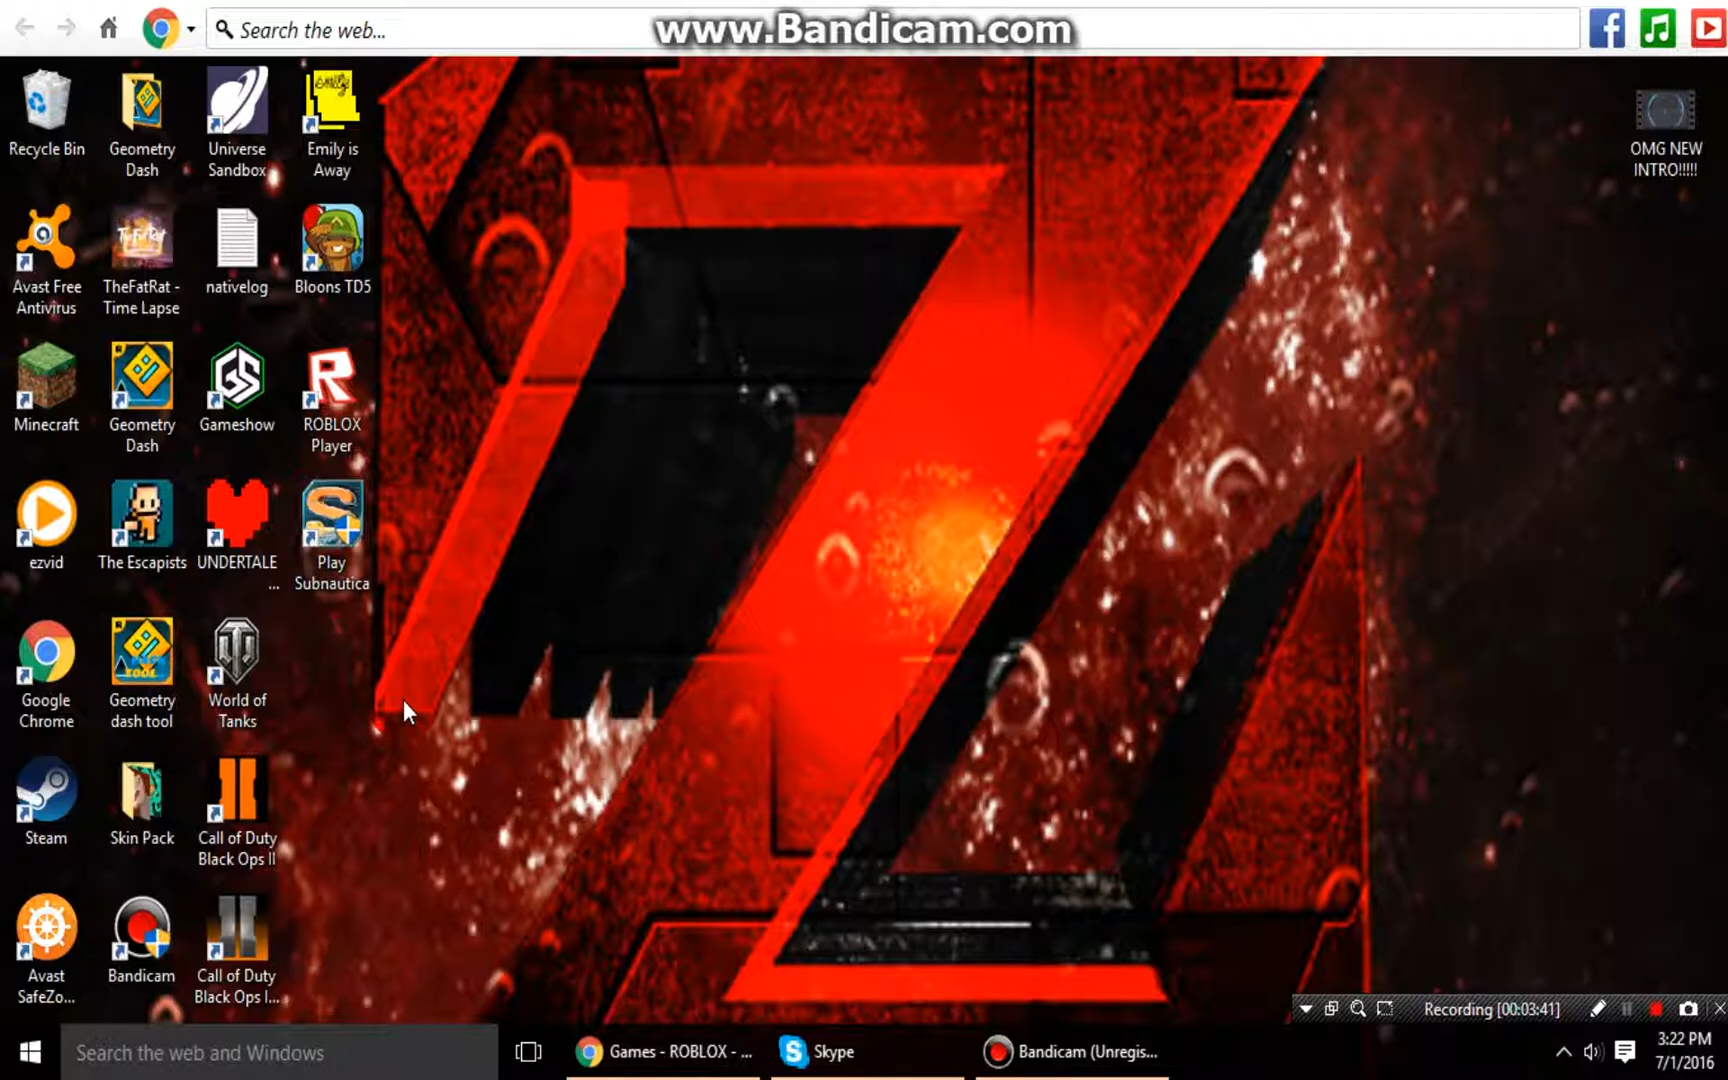 Search the web...
www.Bandicam.com
Recycle Bin
Geometry
Dash
Universe
Sandbox
emily
Emily is
Away
OMG NEW
INTRO!!!!!
Avast Free
Antivirus
TheFatRat
TheFatRat -
Time Lapse
nativelog
Bloons TD5
Minecraft
Geometry
Dash
GS
Gameshow
ROBLOX
Player
ezvid
The Escapists
UNDERTALE
...
Play
Subnautica
Google
Chrome
TOOL
Geometry
dash tool
World of
Tanks
Steam
Skin Pack
Call of Duty
Black Ops II
Avast
SafeZo...
Bandicam
Call of Duty
Black Ops I...
Recording [00:03:41]
Search the web and Windows
Games - ROBLOX - ...
Skype
Bandicam (Unregis...
3:22 PM
7/1/2016